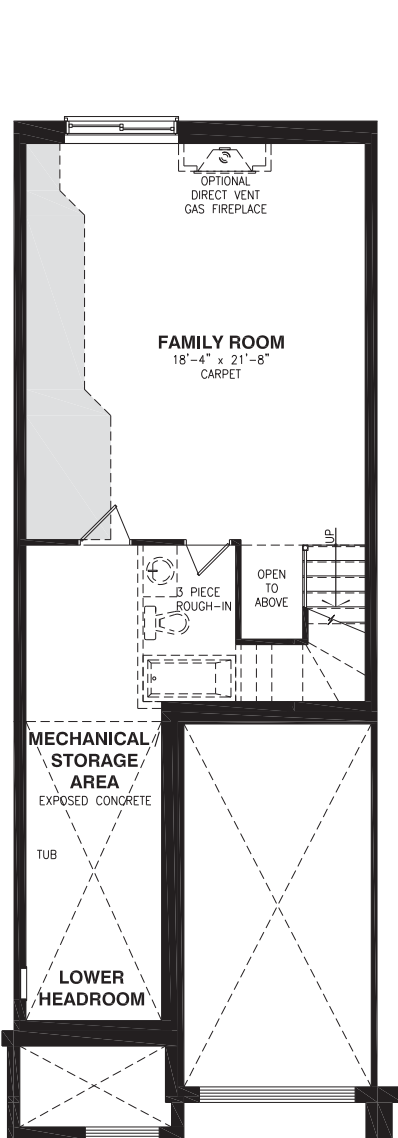 OPTIONAL
DIRECT VENT
GAS FIREPLACE
FAMILY ROOM
18'-4" x 21'-8"
CARPET
UP
OPEN
TO
ABOVE
3 PIECE
ROUGH-IN
MECHANICAL
STORAGE
AREA
EXPOSED CONCRETE
TUB
LOWER
HEADROOM